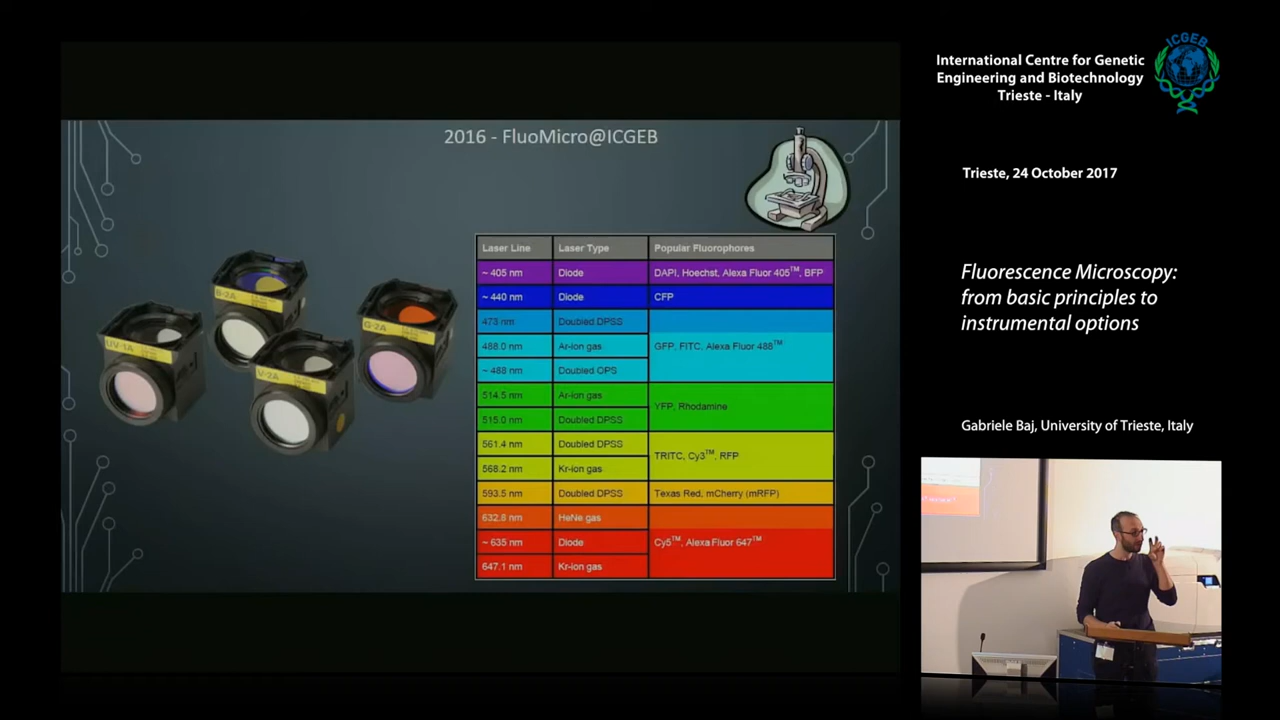 2016 - FluoMicro@ICGEB
UV-1A
B-2A
V-2A
G-2A
Laser Line Laser Type Popular Fluorophores
~ 405 nm Diode DAPI, Hoechst, Alexa Fluor 405™, BFP
~ 440 nm Diode CFP
473 nm Doubled DPSS
488.0 nm Ar-ion gas GFP, FITC, Alexa Fluor 488™
~ 488 nm Doubled OPS
514.5 nm Ar-ion gas
YFP, Rhodamine
515.0 nm Doubled DPSS
561.4 nm Doubled DPSS
TRITC, Cy3™, RFP
568.2 nm Kr-ion gas
593.5 nm Doubled DPSS Texas Red, mCherry (mRFP)
632.8 nm HeNe gas
~ 635 nm Diode Cy5™, Alexa Fluor 647™
647.1 nm Kr-ion gas
International Centre for Genetic
Engineering and Biotechnology
Trieste - Italy
ICGEB
Trieste, 24 October 2017
Fluorescence Microscopy:
from basic principles to
instrumental options
Gabriele Baj, University of Trieste, Italy